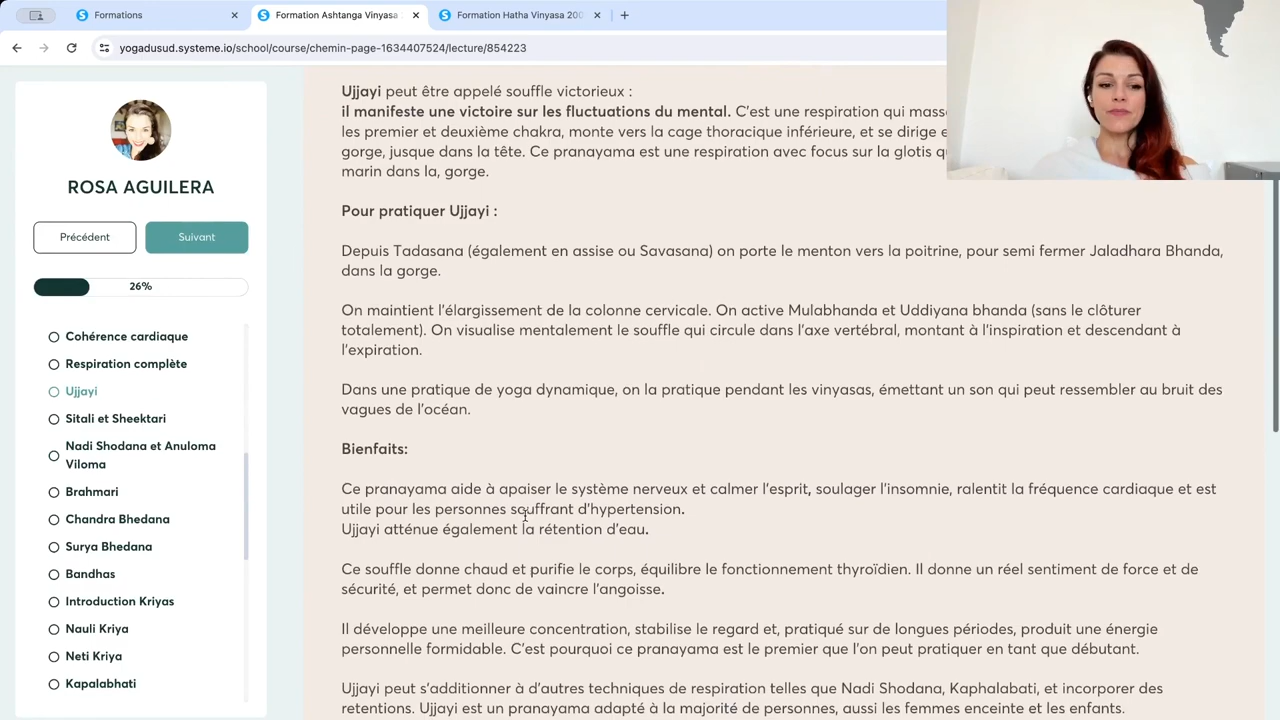 Formations
Formation Ashtanga Vinyasa
Formation Hatha Vinyasa 200
yogadusud.systeme.io/school/course/chemin-page-1634407524/lecture/854223
ROSA AGUILERA
Précédent
Suivant
26%
Cohérence cardiaque
Respiration complète
Ujjayi
Sitali et Sheektari
Nadi Shodana et Anuloma
Viloma
Brahmari
Chandra Bhedana
Surya Bhedana
Bandhas
Introduction Kriyas
Nauli Kriya
Neti Kriya
Kapalabhati
Ujjayi peut être appelé souffle victorieux :
il manifeste une victoire sur les fluctuations du mental. C'est une respiration qui mass
les premier et deuxième chakra, monte vers la cage thoracique inférieure, et se dirige e
gorge, jusque dans la tête. Ce pranayama est une respiration avec focus sur la glotis q
marin dans la, gorge.
Pour pratiquer Ujjayi :
Depuis Tadasana (également en assise ou Savasana) on porte le menton vers la poitrine, pour semi fermer Jaladhara Bhanda,
dans la gorge.
On maintient l'élargissement de la colonne cervicale. On active Mulabhanda et Uddiyana bhanda (sans le clôturer
totalement). On visualise mentalement le souffle qui circule dans l'axe vertébral, montant à l'inspiration et descendant à
l'expiration.
Dans une pratique de yoga dynamique, on la pratique pendant les vinyasas, émettant un son qui peut ressembler au bruit des
vagues de l'océan.
Bienfaits:
Ce pranayama aide à apaiser le système nerveux et calmer l'esprit, soulager l'insomnie, ralentit la fréquence cardiaque et est
utile pour les personnes souffrant d'hypertension.
Ujjayi atténue également la rétention d'eau.
Ce souffle donne chaud et purifie le corps, équilibre le fonctionnement thyroïdien. Il donne un réel sentiment de force et de
sécurité, et permet donc de vaincre l'angoisse.
Il développe une meilleure concentration, stabilise le regard et, pratiqué sur de longues périodes, produit une énergie
personnelle formidable. C'est pourquoi ce pranayama est le premier que l'on peut pratiquer en tant que débutant.
Ujjayi peut s'additionner à d'autres techniques de respiration telles que Nadi Shodana, Kaphalabati, et incorporer des
retentions. Ujjayi est un pranayama adapté à la majorité de personnes, aussi les femmes enceinte et les enfants.